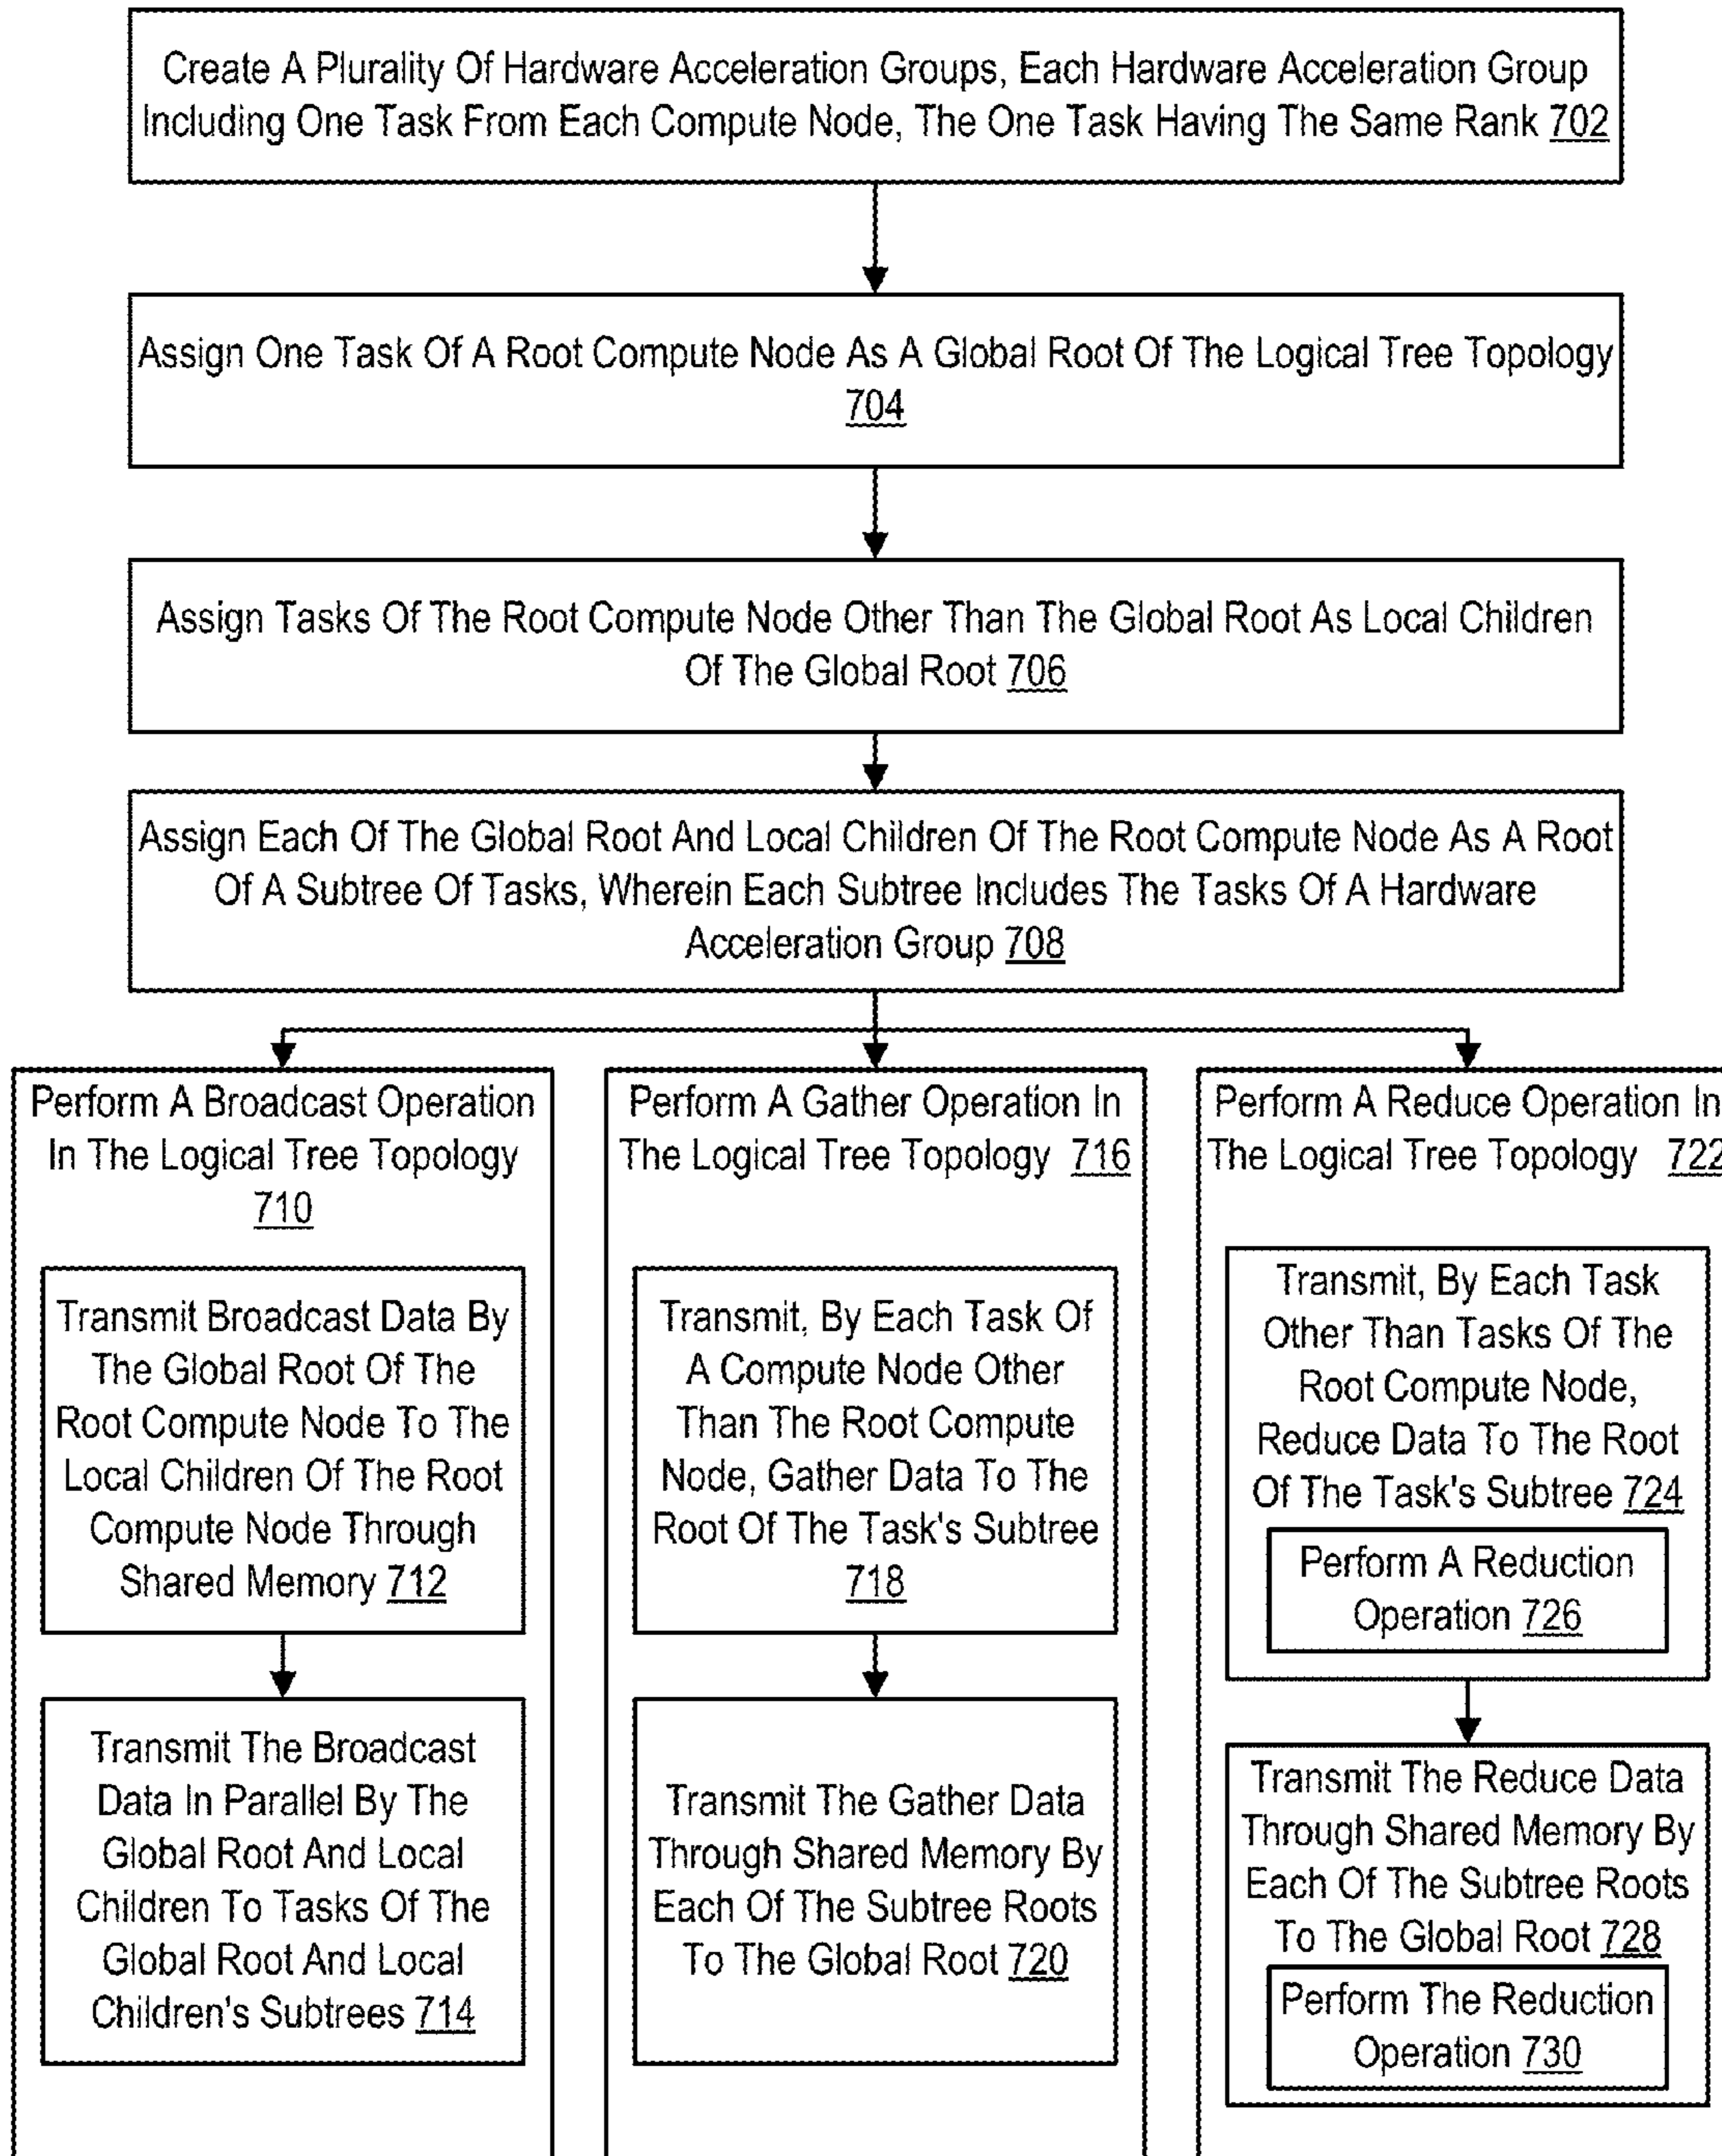 Create A Plurality Of Hardware Acceleration Groups, Each Hardware Acceleration Group
Including One Task From Each Compute Node, The One Task Having The Same Rank 702
Assign One Task Of A Root Compute Node As A Global Root Of The Logical Tree Topology
704
Assign Tasks Of The Root Compute Node Other Than The Global Root As Local Children
Of The Global Root 706
Assign Each Of The Global Root And Local Children Of The Root Compute Node As A Root
Of A Subtree Of Tasks, Wherein Each Subtree Includes The Tasks Of A Hardware
Acceleration Group 708
Perform A Broadcast Operation
In The Logical Tree Topology
710
Transmit Broadcast Data By
The Global Root Of The
Root Compute Node To The
Local Children Of The Root
Compute Node Through
Shared Memory 712
Transmit The Broadcast
Data In Parallel By The
Global Root And Local
Children To Tasks Of The
Global Root And Local
Children's Subtrees 714
Perform A Gather Operation In
The Logical Tree Topology 716
Transmit, By Each Task Of
A Compute Node Other
Than The Root Compute
Node, Gather Data To The
Root Of The Task's Subtree
718
Transmit The Gather Data
Through Shared Memory By
Each Of The Subtree Roots
To The Global Root 720
Perform A Reduce Operation In
The Logical Tree Topology 722
Transmit, By Each Task
Other Than Tasks Of The
Root Compute Node,
Reduce Data To The Root
Of The Task's Subtree 724
Perform A Reduction
Operation 726
Transmit The Reduce Data
Through Shared Memory By
Each Of The Subtree Roots
To The Global Root 728
Perform The Reduction
Operation 730